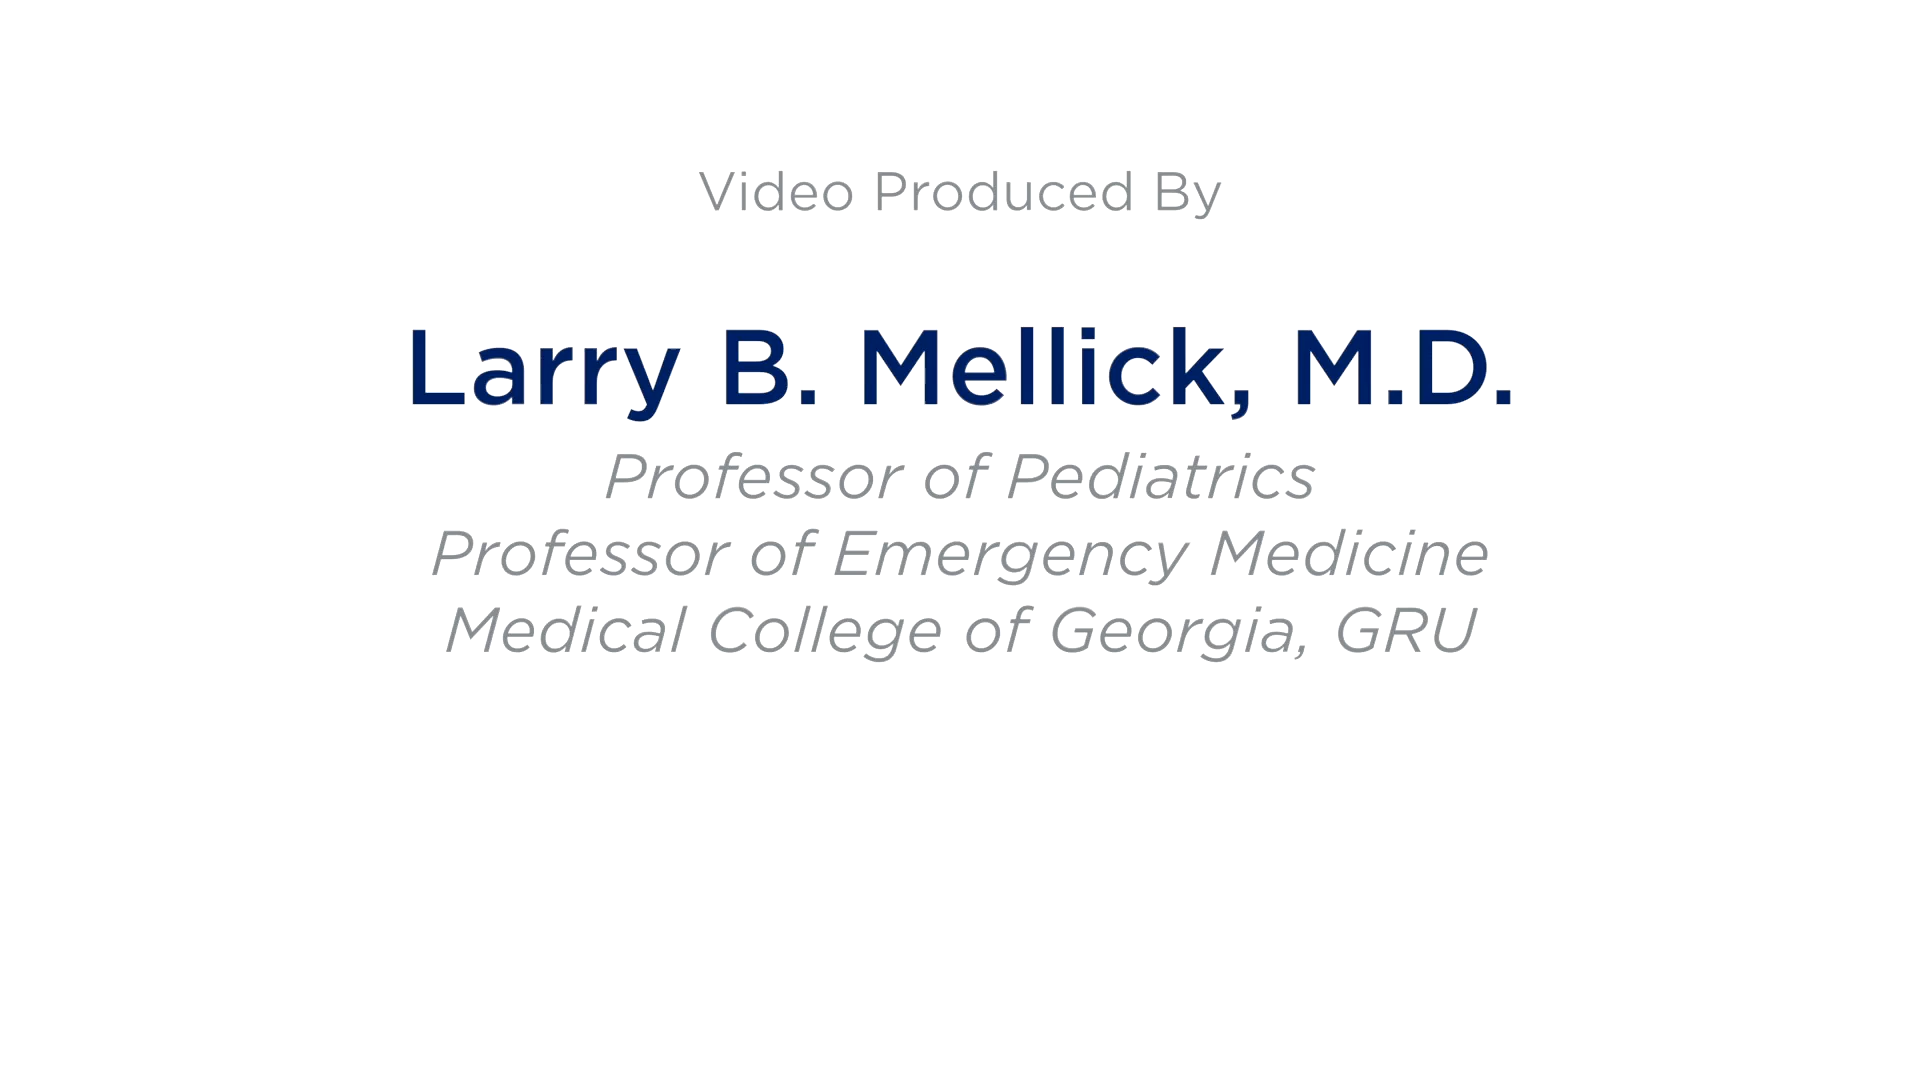 Video Produced By
Larry B. Mellick, M.D.
Professor of Pediatrics
Professor of Emergency Medicine
Medical College of Georgia, GRU